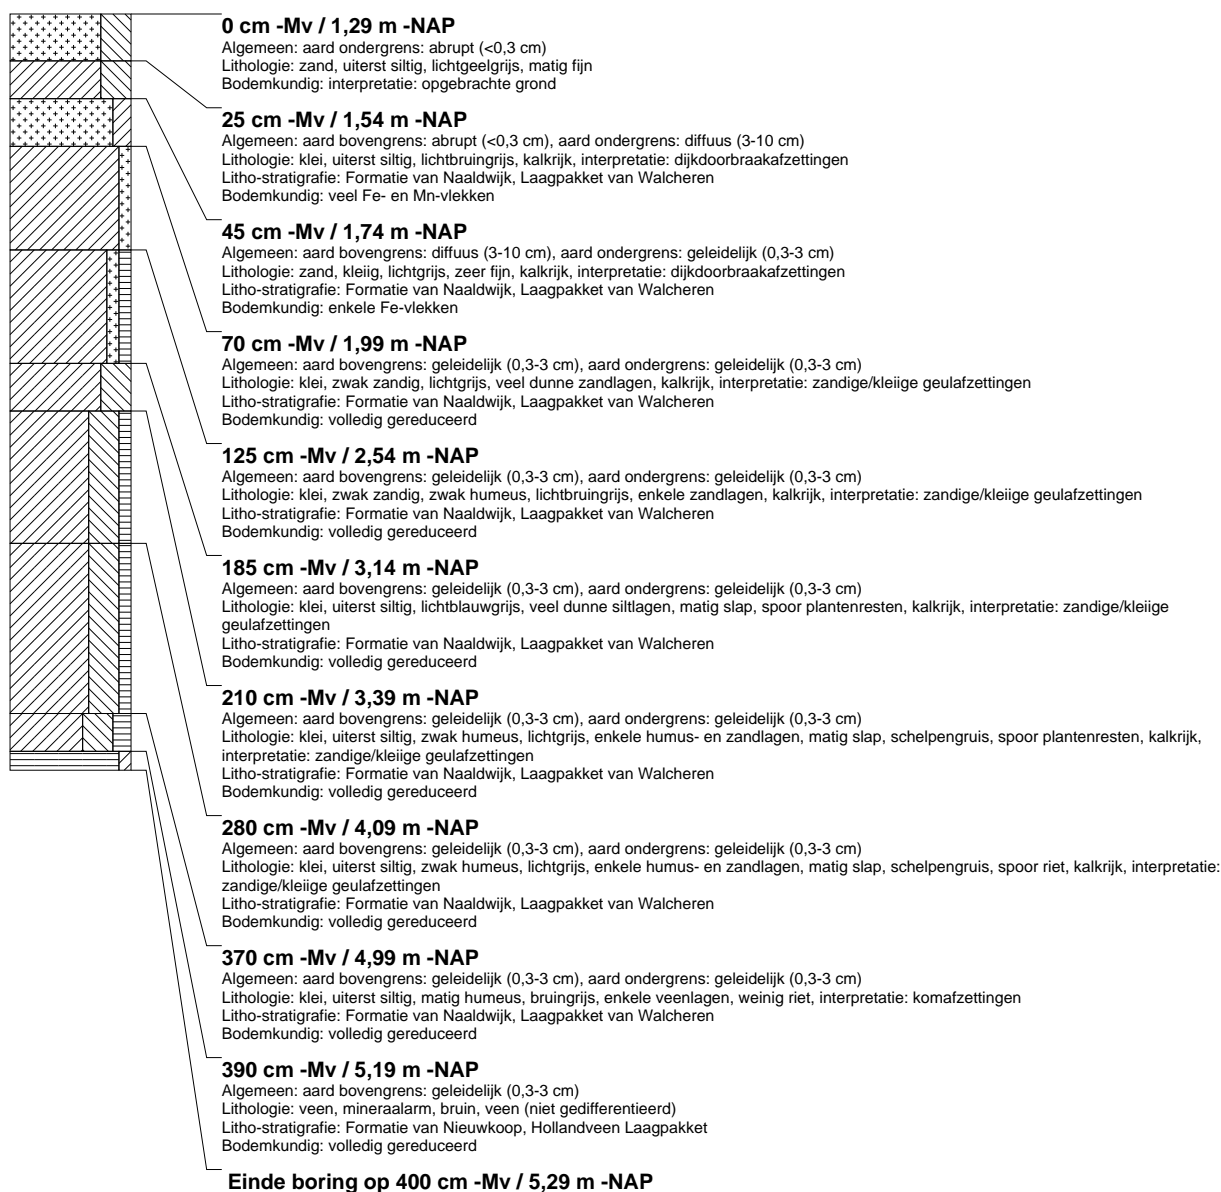 0 cm -Mv / 1,29 m -NAP
Algemeen: aard ondergrens: abrupt (<0,3 cm)
Lithologie: zand, uiterst siltig, lichtgeelgrijs, matig fijn
Bodemkundig: interpretatie: opgebrachte grond
25 cm -Mv / 1,54 m -NAP
Algemeen: aard bovengrens: abrupt (<0,3 cm), aard ondergrens: diffuus (3-10 cm)
Lithologie: klei, uiterst siltig, lichtbruingrijs, kalkrijk, interpretatie: dijkdoorbraakafzettingen
Litho-stratigrafie: Formatie van Naaldwijk, Laagpakket van Walcheren
Bodemkundig: veel Fe- en Mn-vlekken
45 cm -Mv / 1,74 m -NAP
Algemeen: aard bovengrens: diffuus (3-10 cm), aard ondergrens: geleidelijk (0,3-3 cm)
Lithologie: zand, kleiig, lichtgrijs, zeer fijn, kalkrijk, interpretatie: dijkdoorbraakafzettingen
Litho-stratigrafie: Formatie van Naaldwijk, Laagpakket van Walcheren
Bodemkundig: enkele Fe-vlekken
70 cm -Mv / 1,99 m -NAP
Algemeen: aard bovengrens: geleidelijk (0,3-3 cm), aard ondergrens: geleidelijk (0,3-3 cm)
Lithologie: klei, zwak zandig, lichtgrijs, veel dunne zandlagen, kalkrijk, interpretatie: zandige/kleiige geulafzettingen
Litho-stratigrafie: Formatie van Naaldwijk, Laagpakket van Walcheren
Bodemkundig: volledig gereduceerd
125 cm -Mv / 2,54 m -NAP
Algemeen: aard bovengrens: geleidelijk (0,3-3 cm), aard ondergrens: geleidelijk (0,3-3 cm)
Lithologie: klei, zwak zandig, zwak humeus, lichtbruingrijs, enkele zandlagen, kalkrijk, interpretatie: zandige/kleiige geulafzettingen
Litho-stratigrafie: Formatie van Naaldwijk, Laagpakket van Walcheren
Bodemkundig: volledig gereduceerd
185 cm -Mv / 3,14 m -NAP
Algemeen: aard bovengrens: geleidelijk (0,3-3 cm), aard ondergrens: geleidelijk (0,3-3 cm)
Lithologie: klei, uiterst siltig, lichtblauwgrijs, veel dunne siltlagen, matig slap, spoor plantenresten, kalkrijk, interpretatie: zandige/kleiige
geulafzettingen
Litho-stratigrafie: Formatie van Naaldwijk, Laagpakket van Walcheren
Bodemkundig: volledig gereduceerd
210 cm -Mv / 3,39 m -NAP
Algemeen: aard bovengrens: geleidelijk (0,3-3 cm), aard ondergrens: geleidelijk (0,3-3 cm)
Lithologie: klei, uiterst siltig, zwak humeus, lichtgrijs, enkele humus- en zandlagen, matig slap, schelpengruis, spoor plantenresten, kalkrijk,
interpretatie: zandige/kleiige geulafzettingen
Litho-stratigrafie: Formatie van Naaldwijk, Laagpakket van Walcheren
Bodemkundig: volledig gereduceerd
280 cm -Mv / 4,09 m -NAP
Algemeen: aard bovengrens: geleidelijk (0,3-3 cm), aard ondergrens: geleidelijk (0,3-3 cm)
Lithologie: klei, uiterst siltig, zwak humeus, lichtgrijs, enkele humus- en zandlagen, matig slap, schelpengruis, spoor riet, kalkrijk, interpretatie:
zandige/kleiige geulafzettingen
Litho-stratigrafie: Formatie van Naaldwijk, Laagpakket van Walcheren
Bodemkundig: volledig gereduceerd
370 cm -Mv / 4,99 m -NAP
Algemeen: aard bovengrens: geleidelijk (0,3-3 cm), aard ondergrens: geleidelijk (0,3-3 cm)
Lithologie: klei, uiterst siltig, matig humeus, bruingrijs, enkele veenlagen, weinig riet, interpretatie: komafzettingen
Litho-stratigrafie: Formatie van Naaldwijk, Laagpakket van Walcheren
Bodemkundig: volledig gereduceerd
390 cm -Mv / 5,19 m -NAP
Algemeen: aard bovengrens: geleidelijk (0,3-3 cm)
Lithologie: veen, mineraalarm, bruin, veen (niet gedifferentieerd)
Litho-stratigrafie: Formatie van Nieuwkoop, Hollandveen Laagpakket
Bodemkundig: volledig gereduceerd
Einde boring op 400 cm -Mv / 5,29 m -NAP